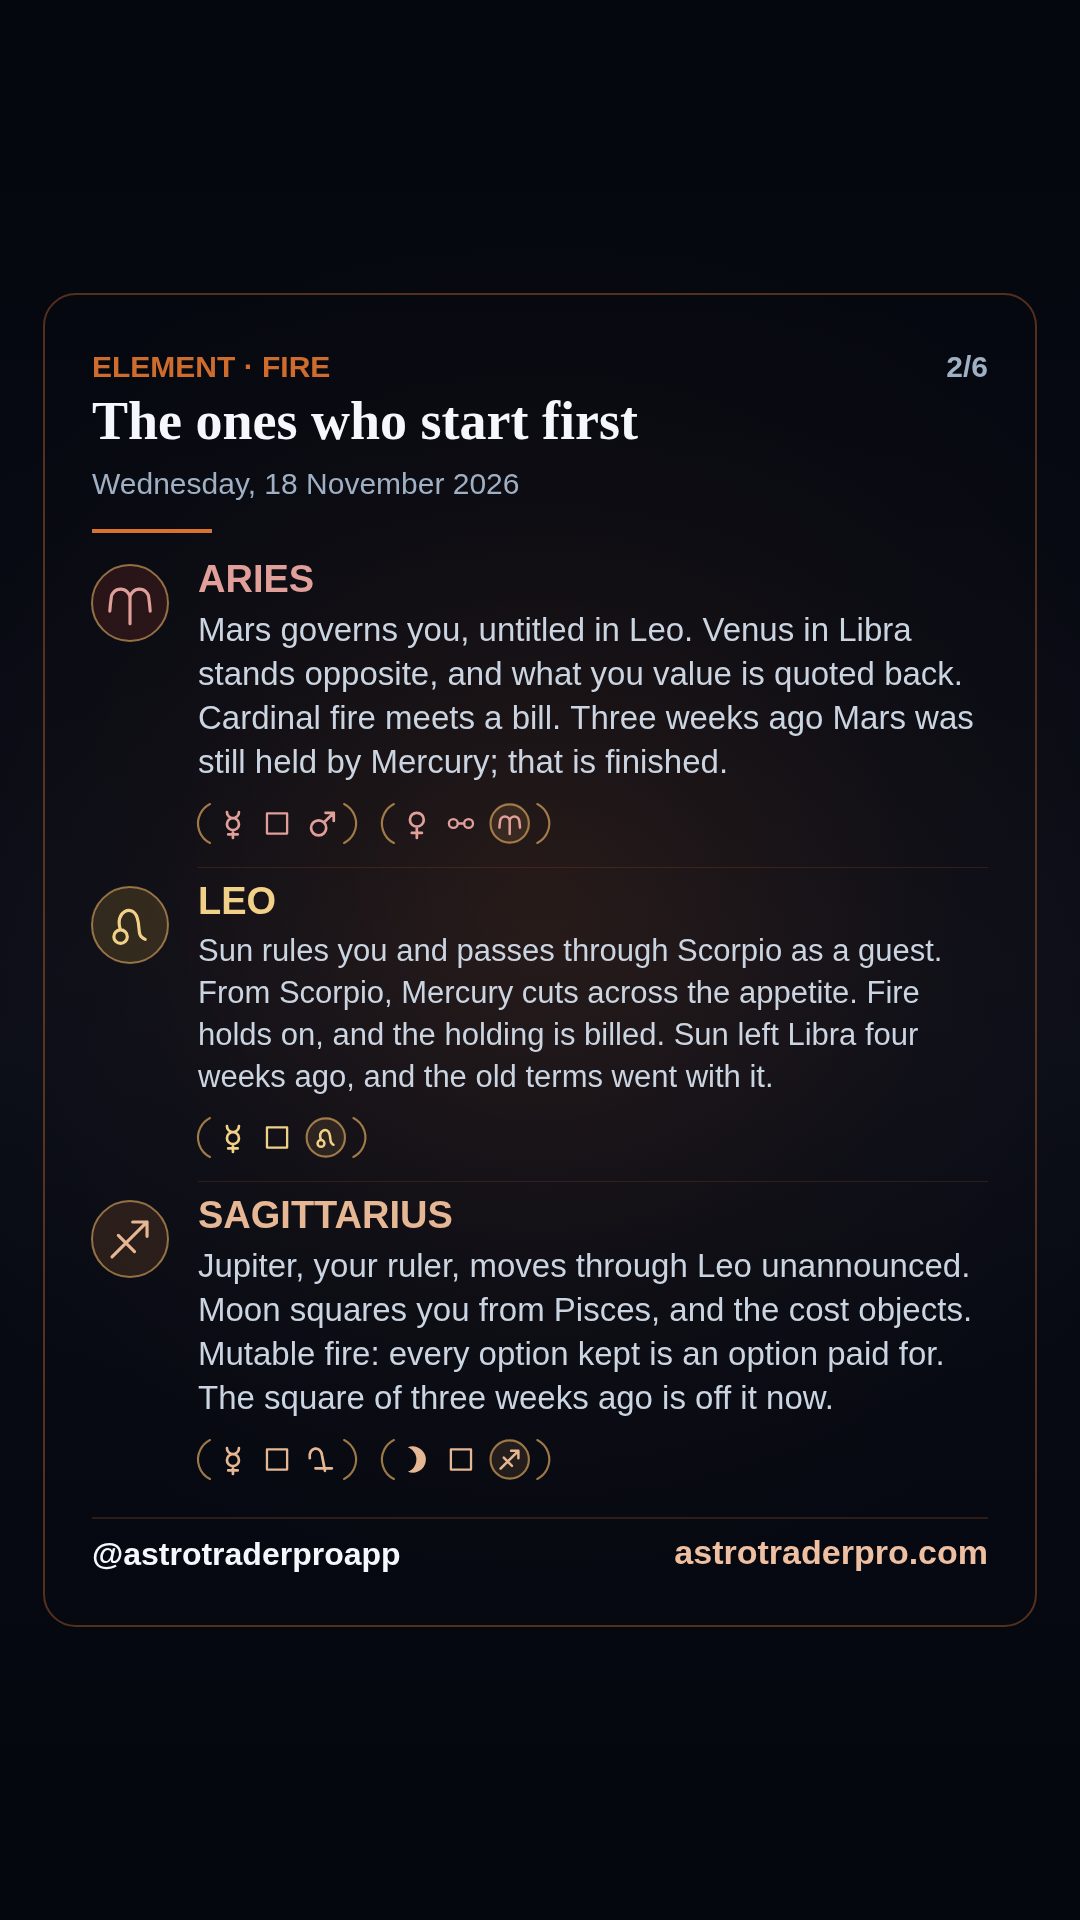 ELEMENT · FIRE
2/6
The ones who start first
Wednesday, 18 November 2026
ARIES
Mars governs you, untitled in Leo. Venus in Libra
stands opposite, and what you value is quoted back.
Cardinal fire meets a bill. Three weeks ago Mars was
still held by Mercury; that is finished.
LEO
Sun rules you and passes through Scorpio as a guest.
From Scorpio, Mercury cuts across the appetite. Fire
holds on, and the holding is billed. Sun left Libra four
weeks ago, and the old terms went with it.
SAGITTARIUS
Jupiter, your ruler, moves through Leo unannounced.
Moon squares you from Pisces, and the cost objects.
Mutable fire: every option kept is an option paid for.
The square of three weeks ago is off it now.
@astrotraderproapp
astrotraderpro.com